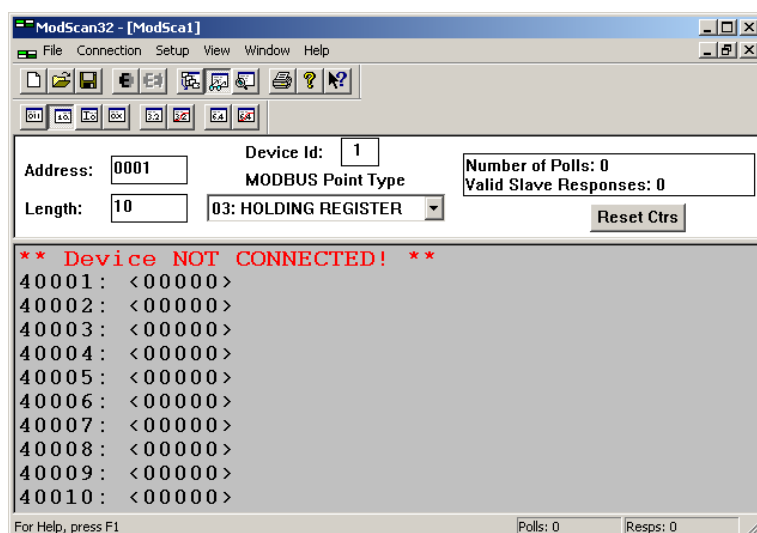 ModScan32 - [ModSca1]
File Connection Setup View Window Help
Address: 0001
Device Id: 1
MODBUS Point Type
Length: 10
03: HOLDING REGISTER
Number of Polls: 0
Valid Slave Responses: 0
Reset Ctrs
** Device NOT CONNECTED! **
40001: <00000>
40002: <00000>
40003: <00000>
40004: <00000>
40005: <00000>
40006: <00000>
40007: <00000>
40008: <00000>
40009: <00000>
40010: <00000>
For Help, press F1
Polls: 0
Resps: 0